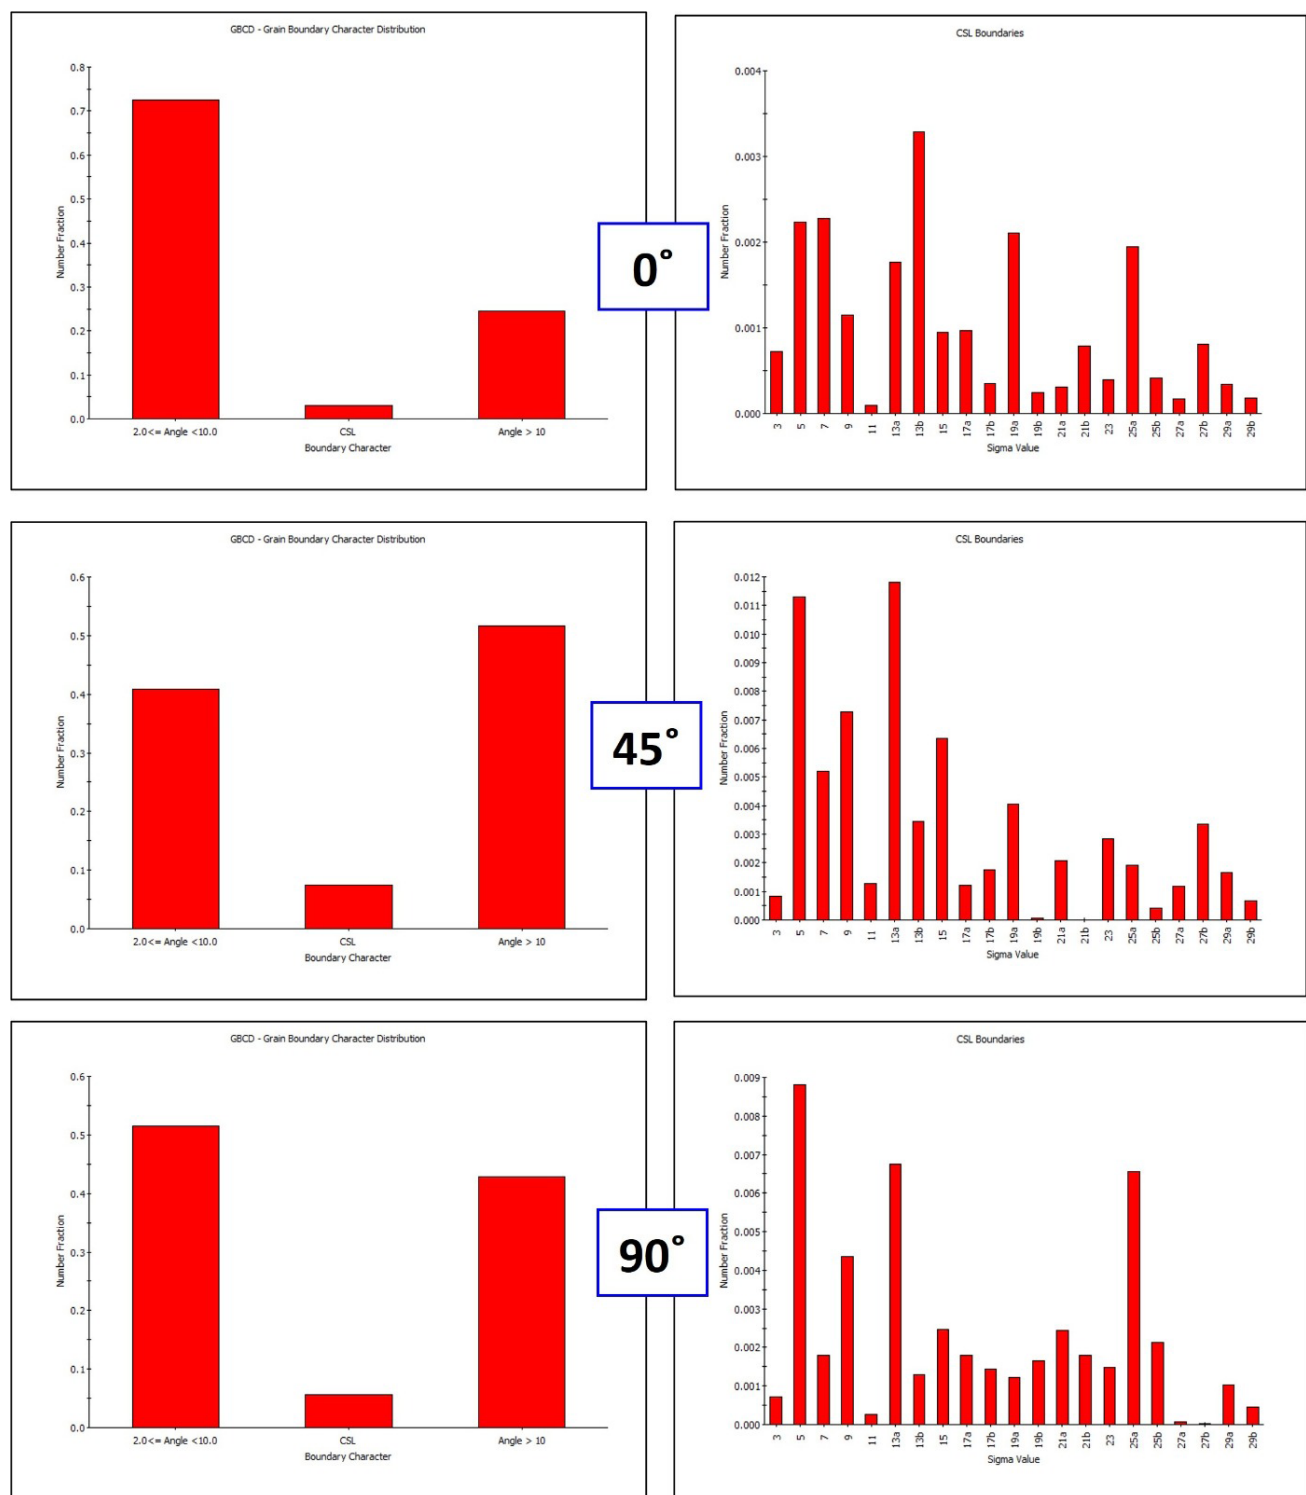 GBCD - Grain Boundary Character Distribution
0.8
0.7
0.6
0.5
0.4
0.3
0.2
0.1
0.0
Number Fraction
2.0<= Angle <10.0 CSL Angle > 10
Boundary Character
CSL Boundaries
0.004
0.003
0.002
0.001
0.000
Number Fraction
3 5 7 9 11 13a 13b 15 17a 17b 19a 19b 21a 21b 23 25a 25b 27a 27b 29a 29b
Sigma Value
0°
GBCD - Grain Boundary Character Distribution
0.6
0.5
0.4
0.3
0.2
0.1
0.0
Number Fraction
2.0<= Angle <10.0 CSL Angle > 10
Boundary Character
CSL Boundaries
0.012
0.011
0.010
0.009
0.008
0.007
0.006
0.005
0.004
0.003
0.002
0.001
0.000
Number Fraction
3 5 7 9 11 13a 13b 15 17a 17b 19a 19b 21a 21b 23 25a 25b 27a 27b 29a 29b
Sigma Value
45°
GBCD - Grain Boundary Character Distribution
0.6
0.5
0.4
0.3
0.2
0.1
0.0
Number Fraction
2.0<= Angle <10.0 CSL Angle > 10
Boundary Character
CSL Boundaries
0.009
0.008
0.007
0.006
0.005
0.004
0.003
0.002
0.001
0.000
Number Fraction
3 5 7 9 11 13a 13b 15 17a 17b 19a 19b 21a 21b 23 25a 25b 27a 27b 29a 29b
Sigma Value
90°